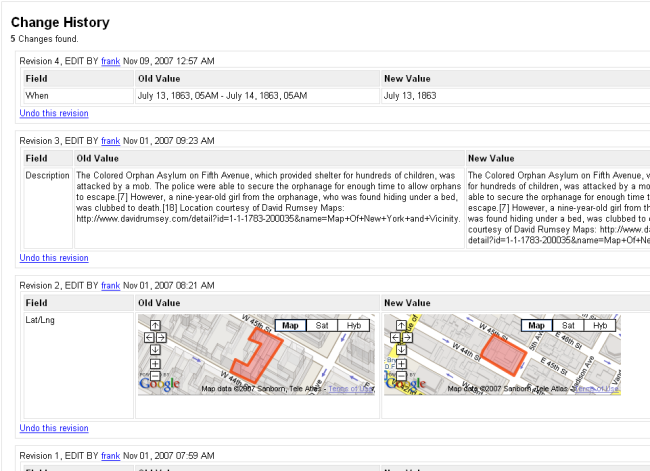 Change History
5 Changes found.
Revision 4, EDIT BY frank Nov 09, 2007 12:57 AM
Field Old Value New Value
When July 13, 1863, 05AM - July 14, 1863, 05AM July 13, 1863
Undo this revision
Revision 3, EDIT BY frank Nov 01, 2007 09:23 AM
Field Old Value New Value
Description The Colored Orphan Asylum on Fifth Avenue, which provided shelter for hundreds of children, was
attacked by a mob. The police were able to secure the orphanage for enough time to allow orphans
to escape.[7] However, a nine-year-old girl from the orphanage, who was found hiding under a bed,
was clubbed to death.[18] Location courtesy of David Rumsey Maps:
http://www.davidrumsey.com/detail?id=1-1-1783-200035&name=Map+Of+New+York+and+Vicinity.
The Colored Orphan Asylum on Fifth Avenue, w
for hundreds of children, was attacked by a mo
able to secure the orphanage for enough time t
escape.[7] However, a nine-year-old girl from th
was found hiding under a bed, was clubbed to
courtesy of David Rumsey Maps: http://www.da
detail?id=1-1-1783-200035&name=Map+Of+Ne
Undo this revision
Revision 2, EDIT BY frank Nov 01, 2007 08:21 AM
Field Old Value New Value
Lat/Lng
Map Sat Hyb
W 45th St
W 44th St
Google
Map data ©2007 Sanborn, Tele Atlas - Terms of Use
Map Sat Hyb
W 45th St
W 44th St
E 46th St
E 45th St
Madison Ave
Google
Map data ©2007 Sanborn, Tele Atlas - Terms of Use
Undo this revision
Revision 1, EDIT BY frank Nov 01, 2007 07:59 AM
Field Old Value New Value